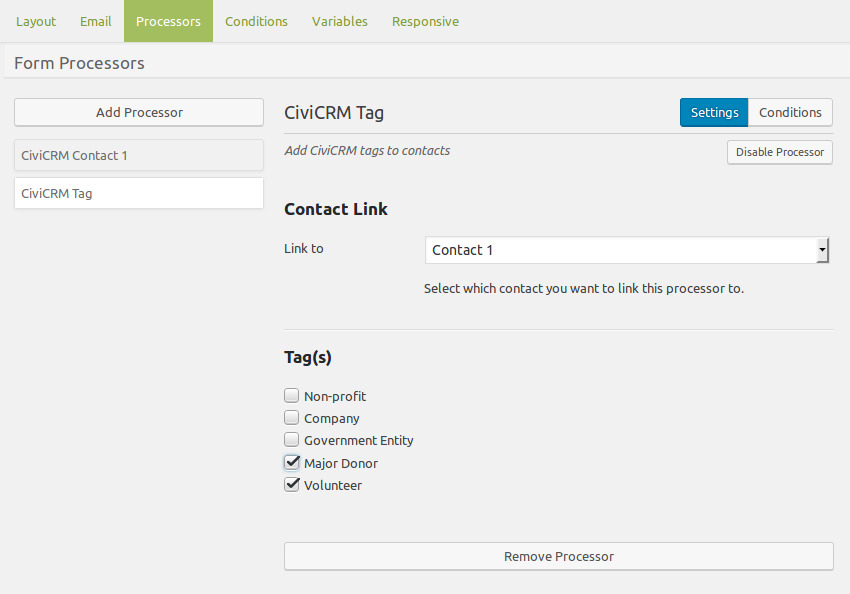 Layout Email Processors Conditions Variables Responsive
Form Processors
Add Processor
CiviCRM Contact 1
CiviCRM Tag
CiviCRM Tag
Settings Conditions
Add CiviCRM tags to contacts
Disable Processor
Contact Link
Link to
Contact 1
Select which contact you want to link this processor to.
Tag(s)
Non-profit
Company
Government Entity
Major Donor
Volunteer
Remove Processor